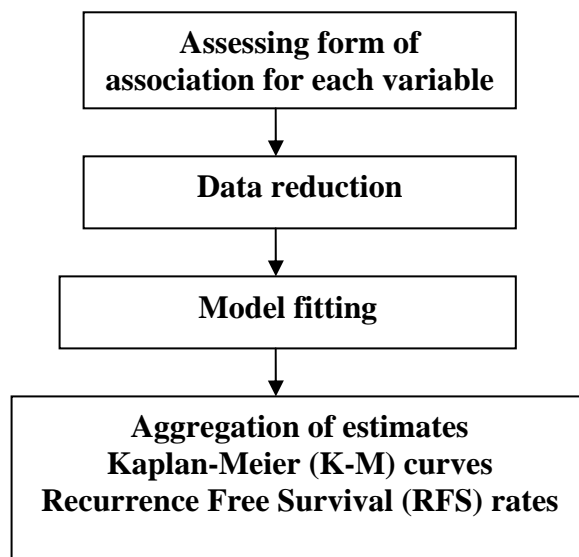 Assessing form of
association for each variable
Data reduction
Model fitting
Aggregation of estimates
Kaplan-Meier (K-M) curves
Recurrence Free Survival (RFS) rates